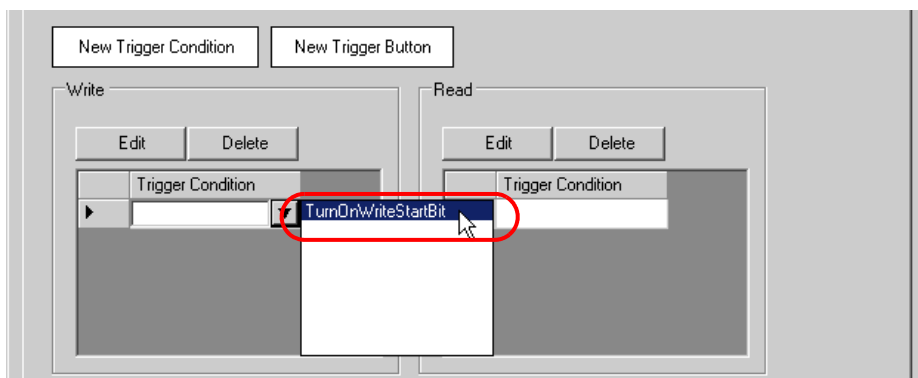 New Trigger Condition
New Trigger Button
Write
Edit
Delete
Trigger Condition
TurnOnWriteStartBit
Read
Edit
Delete
Trigger Condition